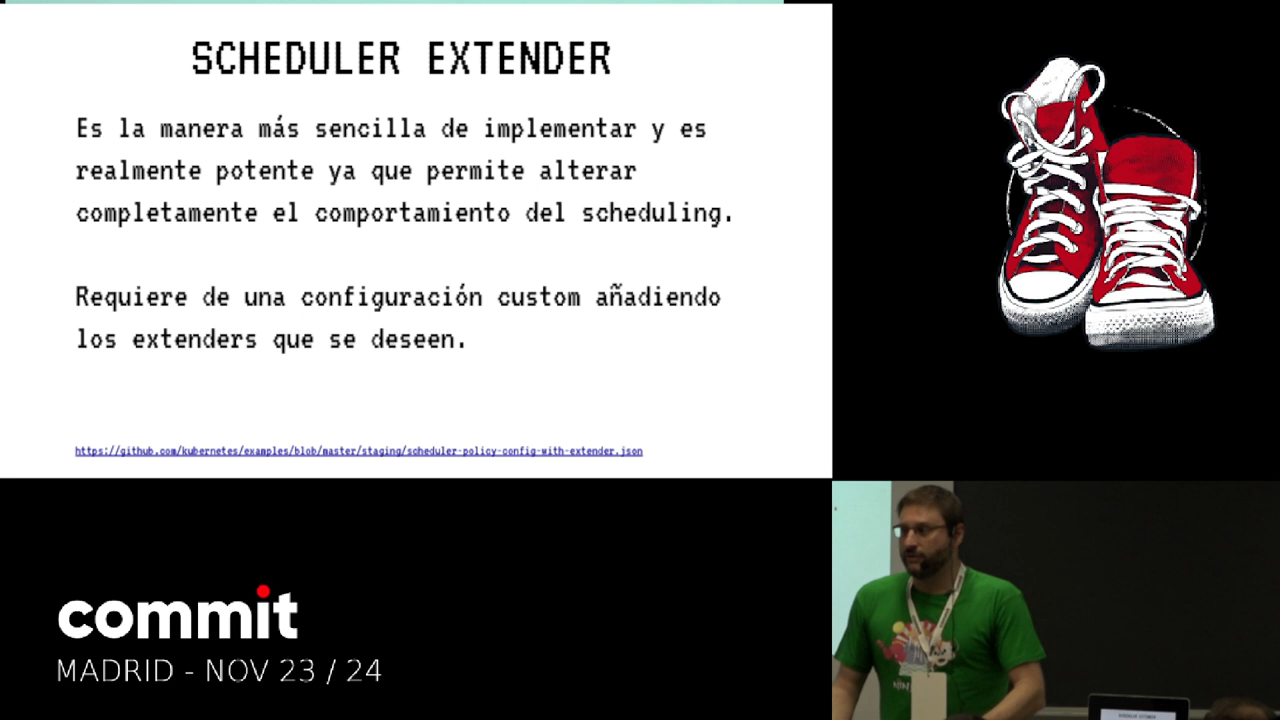 SCHEDULER EXTENDER
Es la manera más sencilla de implementar y es
realmente potente ya que permite alterar
completamente el comportamiento del scheduling.
Requiere de una configuración custom añadiendo
los extenders que se deseen.
https://github.com/kubernetes/examples/blob/master/staging/scheduler-policy-config-with-extender.json
commit
MADRID - NOV 23 / 24